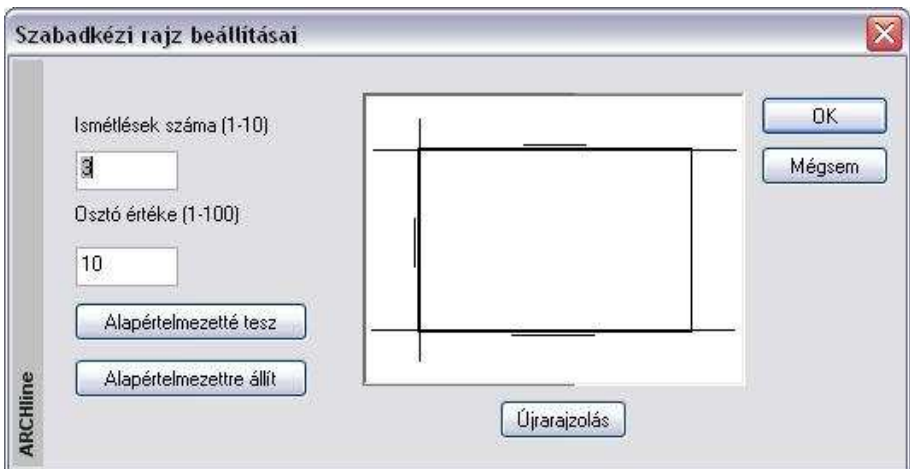 Szabadkézi rajz beállításai
Ismétlések száma (1-10)
3
Osztó értéke (1-100)
10
Alapértelmezetté tesz
Alapértelmezettre állít
Újrarajzolás
OK
Mégsem
ARCHline